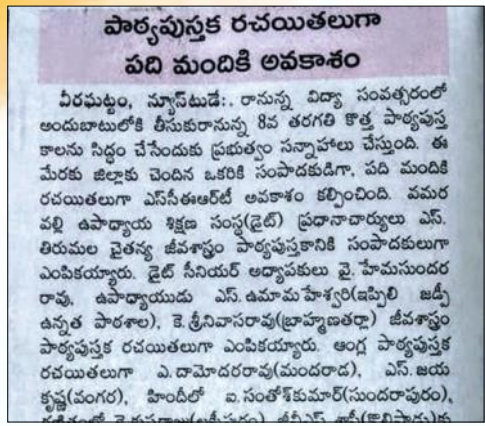 పాఠ్యపుస్తక రచయితలుగా
పది మందికి అవకాశం
వీరఘట్టం, న్యూస్‌టుడే:. రానున్న విద్యా సంవత్సరంలో
అందుబాటులోకి తీసుకురానున్న 8వ తరగతి కొత్త పాఠ్యపుస్త
కాలను సిద్ధం చేసేందుకు ప్రభుత్వం సన్నాహాలు చేస్తుంది. ఈ
మేరకు జిల్లాకు చెందిన ఒకరికి సంపాదకుడిగా, పది మందికి
రచయితలుగా ఎస్‌సీఈఆర్‌టీ అవకాశం కల్పించింది. వమర
వల్లి ఉపాధ్యాయ శిక్షణ సంస్థ(డైట్) ప్రధానాచార్యులు ఎస్.
తిరుమల చైతన్య జీవశాస్త్రం పాఠ్యపుస్తకానికి సంపాదకులుగా
ఎంపికయ్యారు. డైట్ సీనియర్ అధ్యాపకులు వై.హేమసుందర
రావు, ఉపాధ్యాయుడు ఎస్.ఉమామహేశ్వరి(ఇప్పిలి జడ్పీ
ఉన్నత పాఠశాల), కె.శ్రీనివాసరావు(బ్రాహ్మణతర్లా) జీవశాస్త్రం
పాఠ్యపుస్తక రచయితలుగా ఎంపికయ్యారు. ఆంగ్ల పాఠ్యపుస్తక
రచయితలుగా ఎ.దామోదరరావు(మందరాడ), ఎస్.జయ
కృష్ణ(వంగర), హిందీలో ఐ.సంతోశ్‌కుమార్(సుందరాపురం),